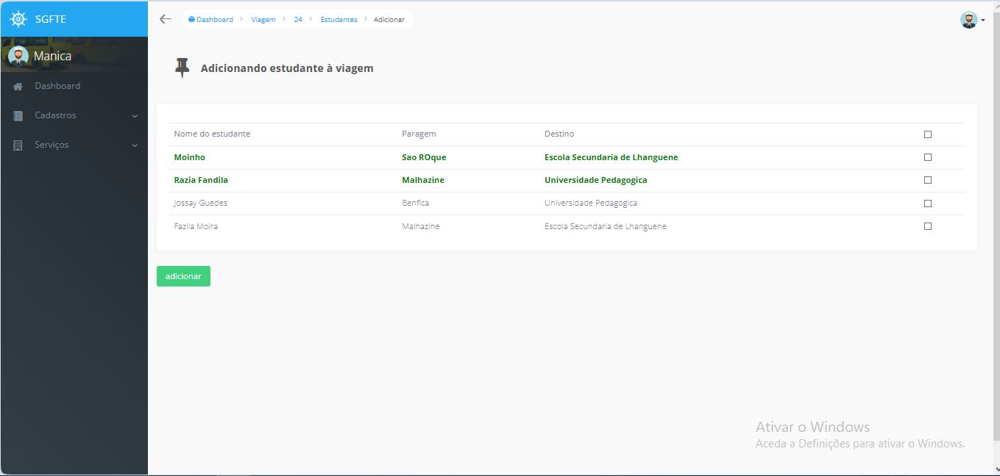 SGFTE
Dashboard > Viagem > 24 > Estudantes > Adicionar
Manica
Dashboard
Cadastros
Serviços
Adicionando estudante à viagem
Nome do estudante Paragem Destino
Moinho Sao ROque Escola Secundaria de Lhanguene
Razia Fandila Malhazine Universidade Pedagogica
Jossay Guedes Benfica Universidade Pedagogica
Fazila Moira Malhazine Escola Secundaria de Lhanguene
adicionar
Ativar o Windows
Aceda a Definições para ativar o Windows.